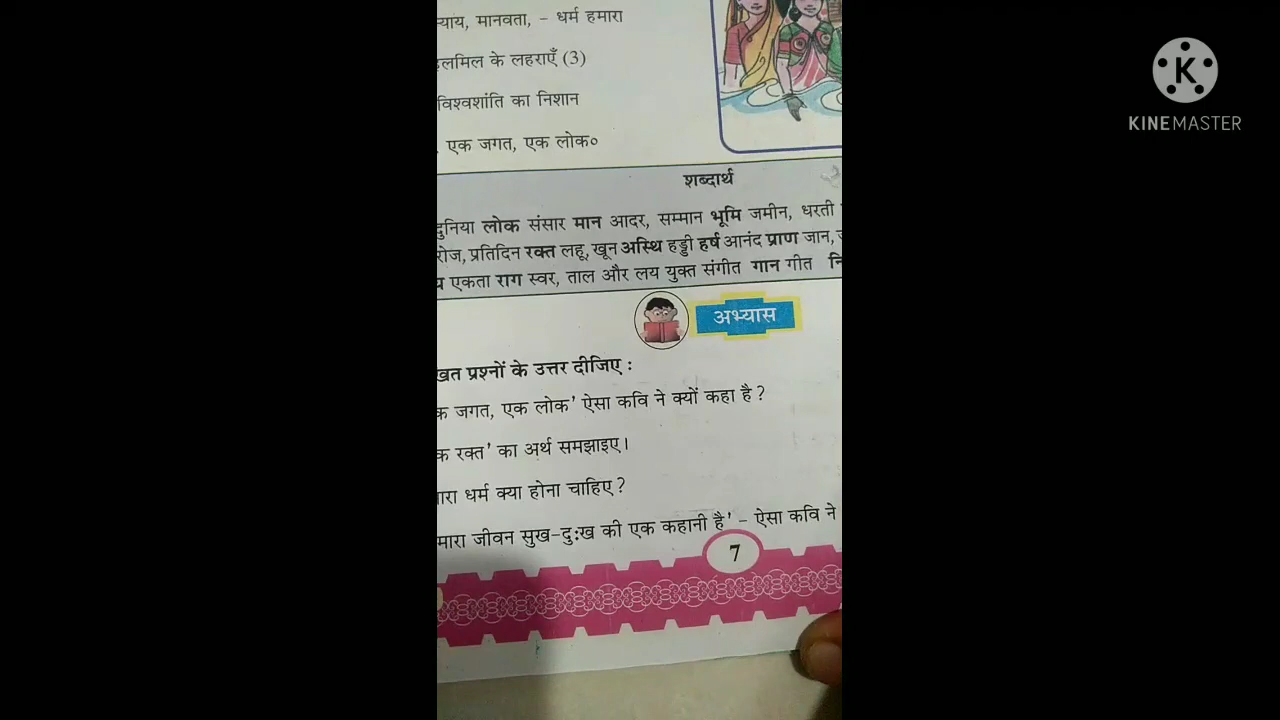 न्याय, मानवता, - धर्म हमारा
हिलमिल के लहराएँ (3)
विश्वशांति का निशान
एक जगत, एक लोक०
शब्दार्थ
दुनिया लोक संसार मान आदर, सम्मान भूमि जमीन, धरती
रोज, प्रतिदिन रक्त लहू, खून अस्थि हड्डी हर्ष आनंद प्राण जान,
एकता राग स्वर, ताल और लय युक्त संगीत गान गीत
अभ्यास
खित प्रश्नों के उत्तर दीजिए :
क जगत, एक लोक' ऐसा कवि ने क्यों कहा है ?
क रक्त' का अर्थ समझाइए।
मारा धर्म क्या होना चाहिए ?
मारा जीवन सुख-दुःख की एक कहानी है' - ऐसा कवि ने
7
K
KINEMASTER